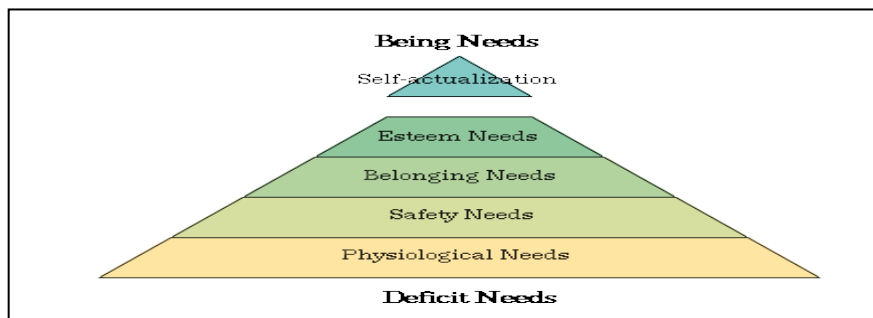 Being Needs
Self-actualization
Esteem Needs
Belonging Needs
Safety Needs
Physiological Needs
Deficit Needs